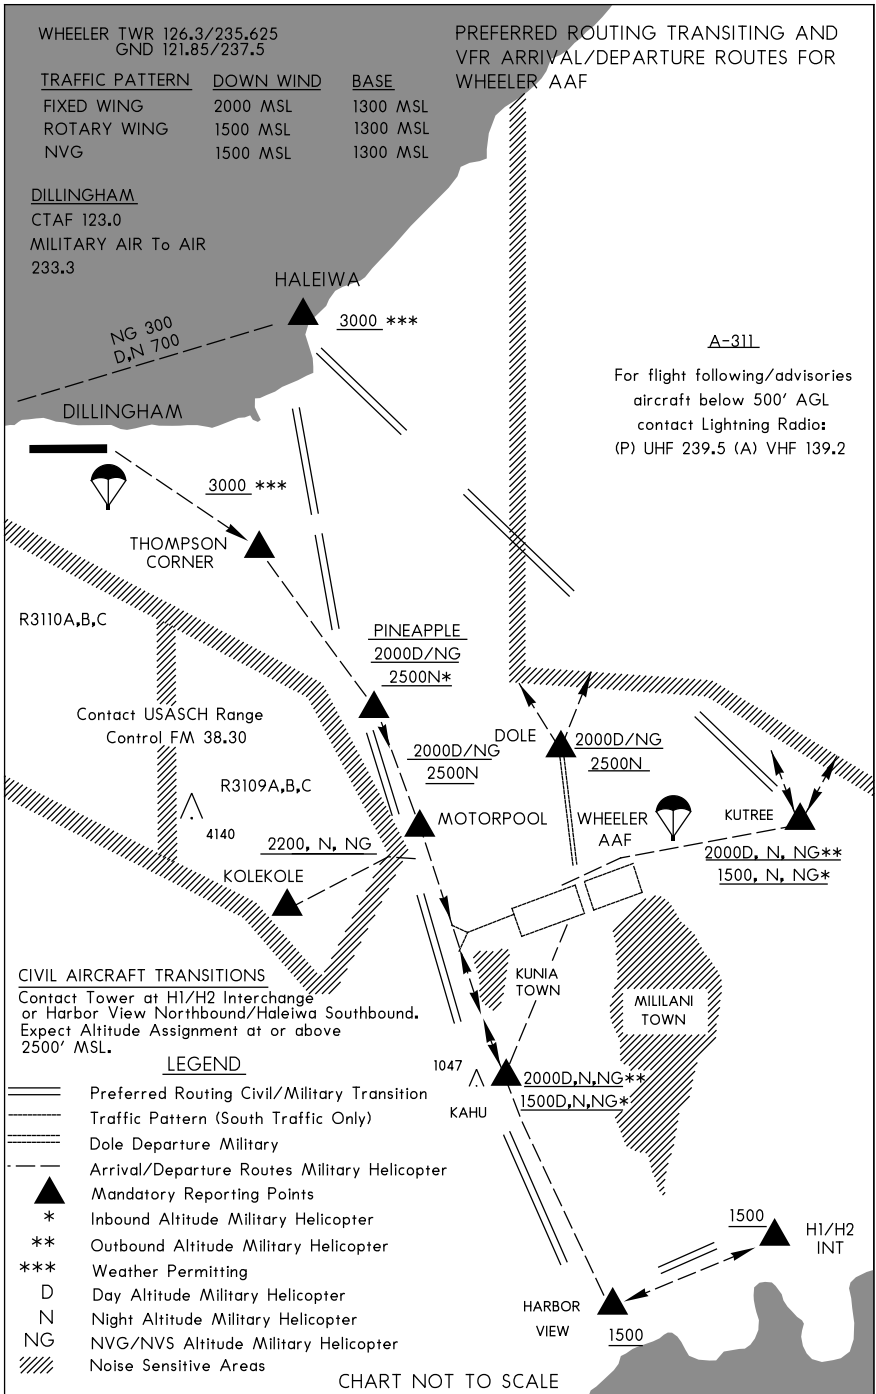 WHEELER TWR 126.3/235.625
GND 121.85/237.5
PREFERRED ROUTING TRANSITING AND
VFR ARRIVAL/DEPARTURE ROUTES FOR
WHEELER AAF
TRAFFIC PATTERN DOWN WIND BASE
FIXED WING 2000 MSL 1300 MSL
ROTARY WING 1500 MSL 1300 MSL
NVG 1500 MSL 1300 MSL
DILLINGHAM
CTAF 123.0
MILITARY AIR To AIR
233.3
HALEIWA
3000 ***
NG 300
D,N 700
A-311
For flight following/advisories
aircraft below 500' AGL
contact Lightning Radio:
(P) UHF 239.5 (A) VHF 139.2
DILLINGHAM
3000 ***
THOMPSON
CORNER
R3110A,B,C
PINEAPPLE
2000D/NG
2500N*
Contact USASCH Range
Control FM 38.30
DOLE
2000D/NG
2500N
2000D/NG
2500N
R3109A,B,C
4140
MOTORPOOL
WHEELER
AAF
KUTREE
2000D, N, NG**
1500, N, NG*
2200, N, NG
KOLEKOLE
KUNIA
TOWN
MILILANI
TOWN
CIVIL AIRCRAFT TRANSITIONS
Contact Tower at H1/H2 Interchange
or Harbor View Northbound/Haleiwa Southbound.
Expect Altitude Assignment at or above
2500' MSL.
1047
KAHU
2000D,N,NG**
1500D,N,NG*
LEGEND
Preferred Routing Civil/Military Transition
Traffic Pattern (South Traffic Only)
Dole Departure Military
Arrival/Departure Routes Military Helicopter
Mandatory Reporting Points
* Inbound Altitude Military Helicopter
** Outbound Altitude Military Helicopter
*** Weather Permitting
D Day Altitude Military Helicopter
N Night Altitude Military Helicopter
NG NVG/NVS Altitude Military Helicopter
Noise Sensitive Areas
1500
H1/H2
INT
HARBOR
VIEW
1500
CHART NOT TO SCALE